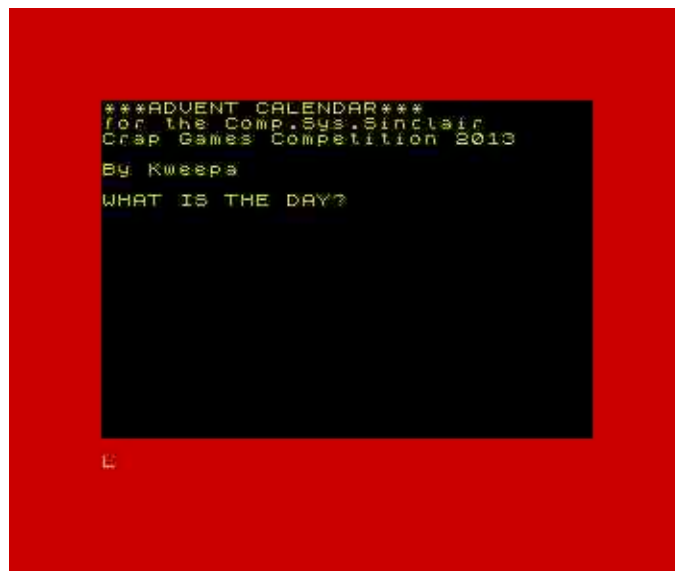 ***ADVENT CALENDAR***
for the Comp.Sys.Sinclair
Crap Games Competition 2013
By Kweepa
WHAT IS THE DAY?